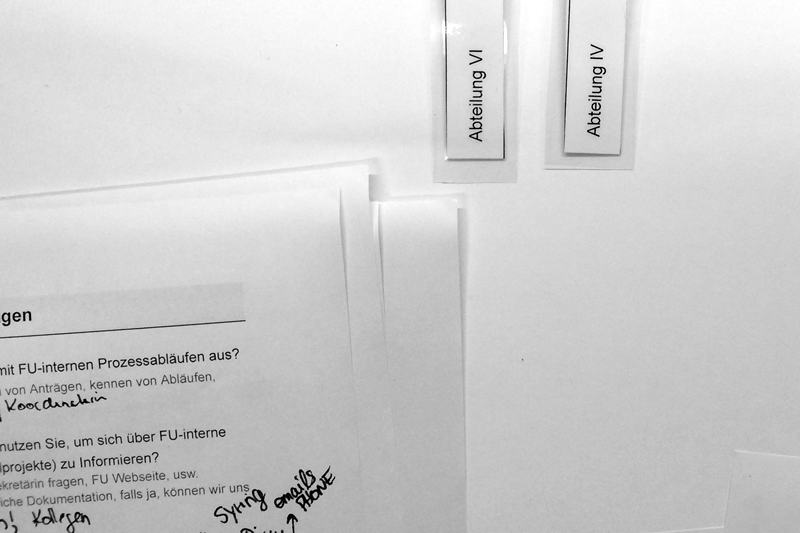 Abteilung VI
Abteilung IV
gen
mit FU-internen Prozessabläufen aus?
von Anträgen, kennen von Abläufen,
Koordinatorin
nutzen Sie, um sich über FU-interne
lprojekte) zu Informieren?
ekretärin fragen, FU Webseite, usw.
iche Dokumentation, falls ja, können wir uns
Kollegen
emails
PHONE